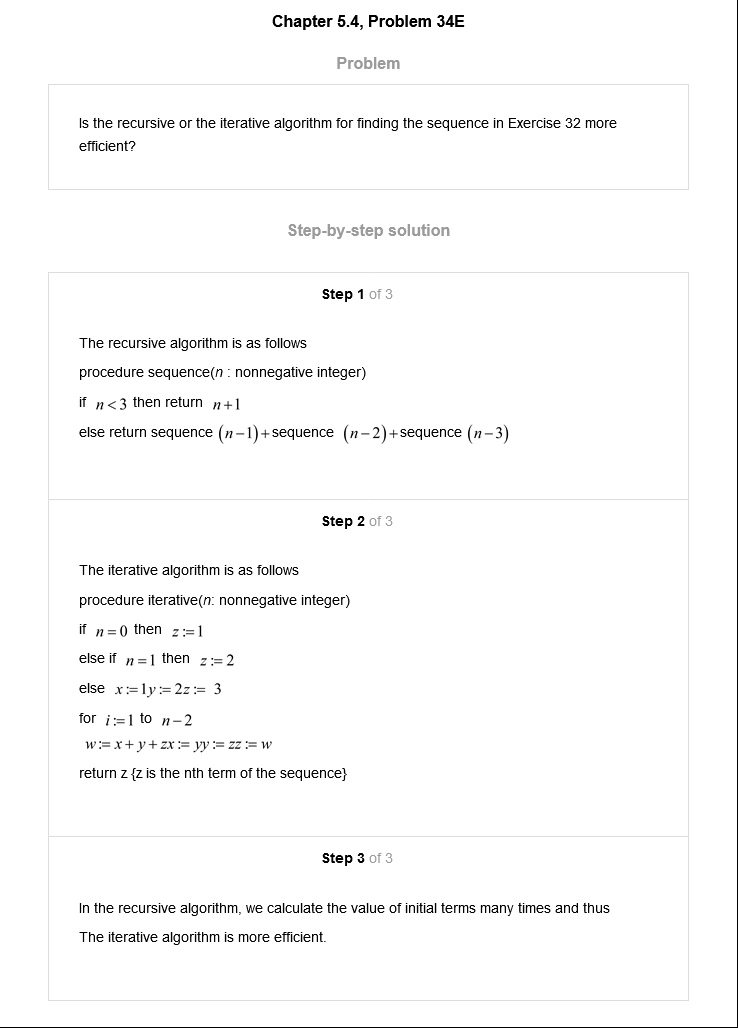 Chapter 5.4, Problem 34E
Problem
Is the recursive or the iterative algorithm for finding the sequence in Exercise 32 more
efficient?
Step-by-step solution
Step 1 of 3
The recursive algorithm is as follows
procedure sequence(n : nonnegative integer)
if n < 3 then return n+1
else return sequence (n−1)+sequence (n−2)+sequence (n−3)
Step 2 of 3
The iterative algorithm is as follows
procedure iterative(n: nonnegative integer)
if n = 0 then z := 1
else if n = 1 then z := 2
else x := 1y := 2z := 3
for i := 1 to n−2
w := x + y + zx := yy := zz := w
return z {z is the nth term of the sequence}
Step 3 of 3
In the recursive algorithm, we calculate the value of initial terms many times and thus
The iterative algorithm is more efficient.